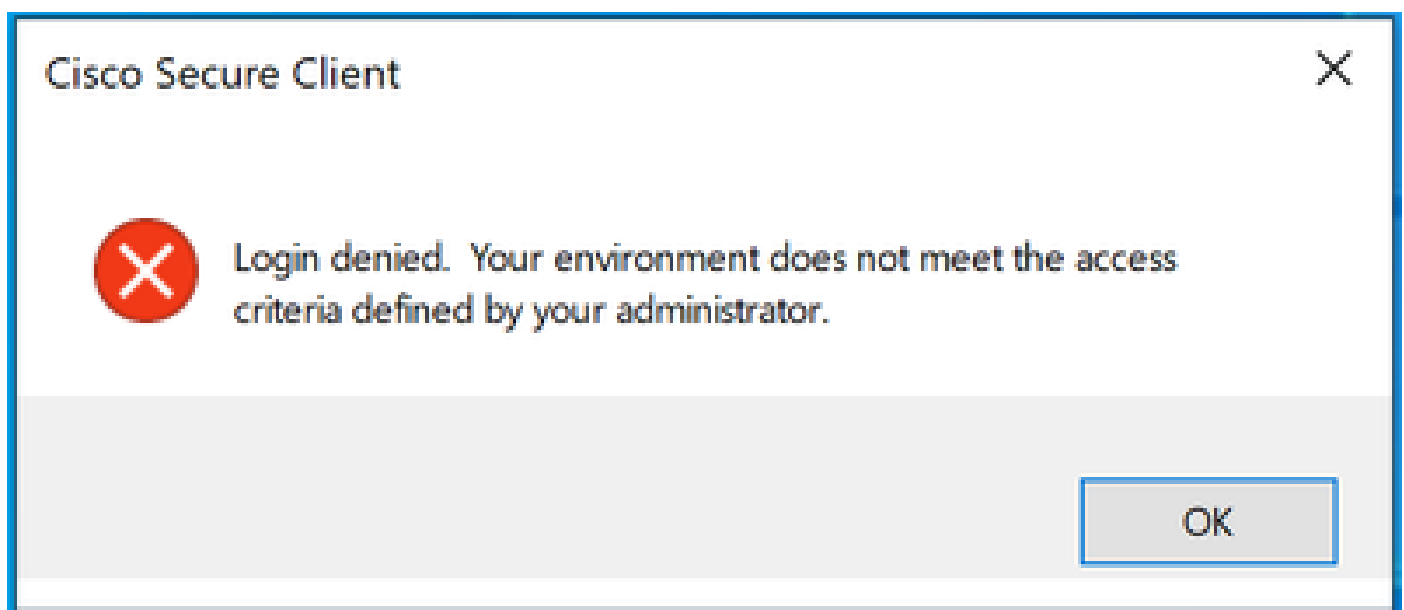 Cisco Secure Client
Login denied.  Your environment does not meet the access
criteria defined by your administrator.
OK